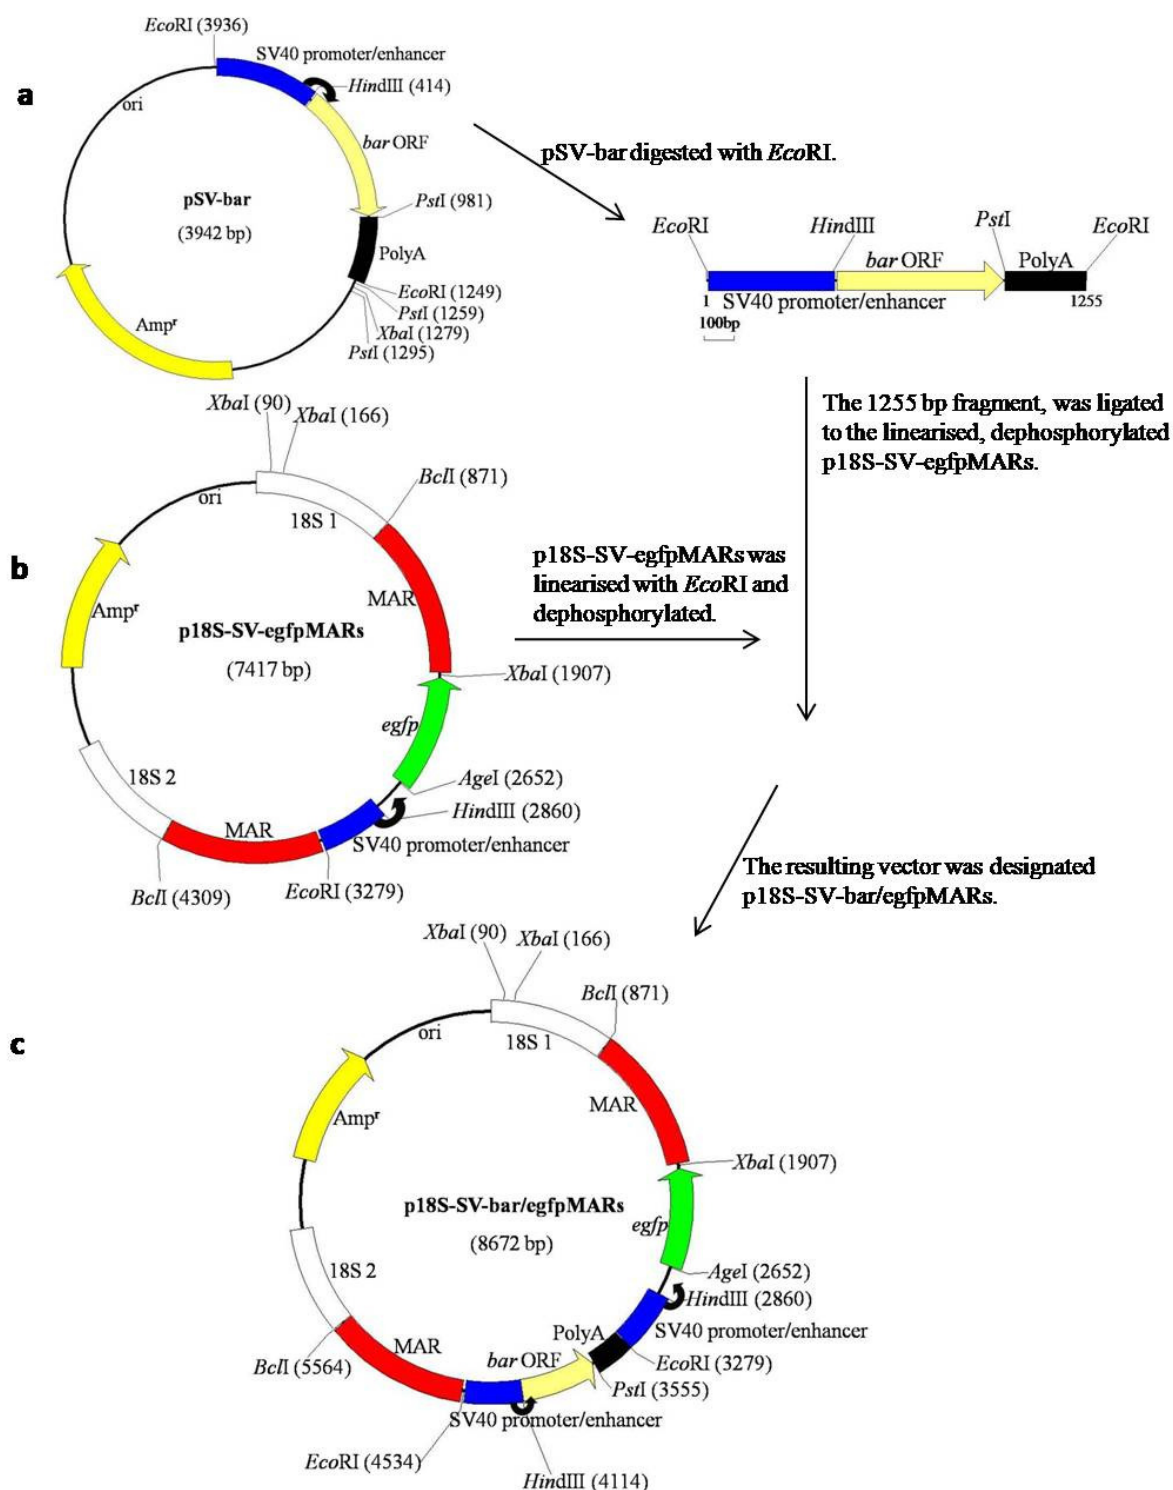 a
EcoRI (3936)
SV40 promoter/enhancer
HindIII (414)
ori
bar ORF
pSV-bar
(3942 bp)
PstI (981)
PolyA
EcoRI (1249)
PstI (1259)
XbaI (1279)
PstI (1295)
Ampr
pSV-bar digested with EcoRI.
EcoRI
HindIII
PstI
EcoRI
bar ORF
PolyA
1
SV40 promoter/enhancer
1255
100bp
The 1255 bp fragment, was ligated
to the linearised, dephosphorylated
p18S-SV-egfpMARs.
b
XbaI (90)
XbaI (166)
BclI (871)
ori
18S 1
MAR
Ampr
p18S-SV-egfpMARs
(7417 bp)
XbaI (1907)
egfp
AgeI (2652)
HindIII (2860)
SV40 promoter/enhancer
18S 2
MAR
EcoRI (3279)
BclI (4309)
p18S-SV-egfpMARs was
linearised with EcoRI and
dephosphorylated.
The resulting vector was designated
p18S-SV-bar/egfpMARs.
c
XbaI (90)
XbaI (166)
BclI (871)
ori
18S 1
MAR
Ampr
XbaI (1907)
p18S-SV-bar/egfpMARs
(8672 bp)
egfp
AgeI (2652)
HindIII (2860)
SV40 promoter/enhancer
18S 2
PolyA
EcoRI (3279)
MAR
bar ORF
BclI (5564)
PstI (3555)
SV40 promoter/enhancer
EcoRI (4534)
HindIII (4114)